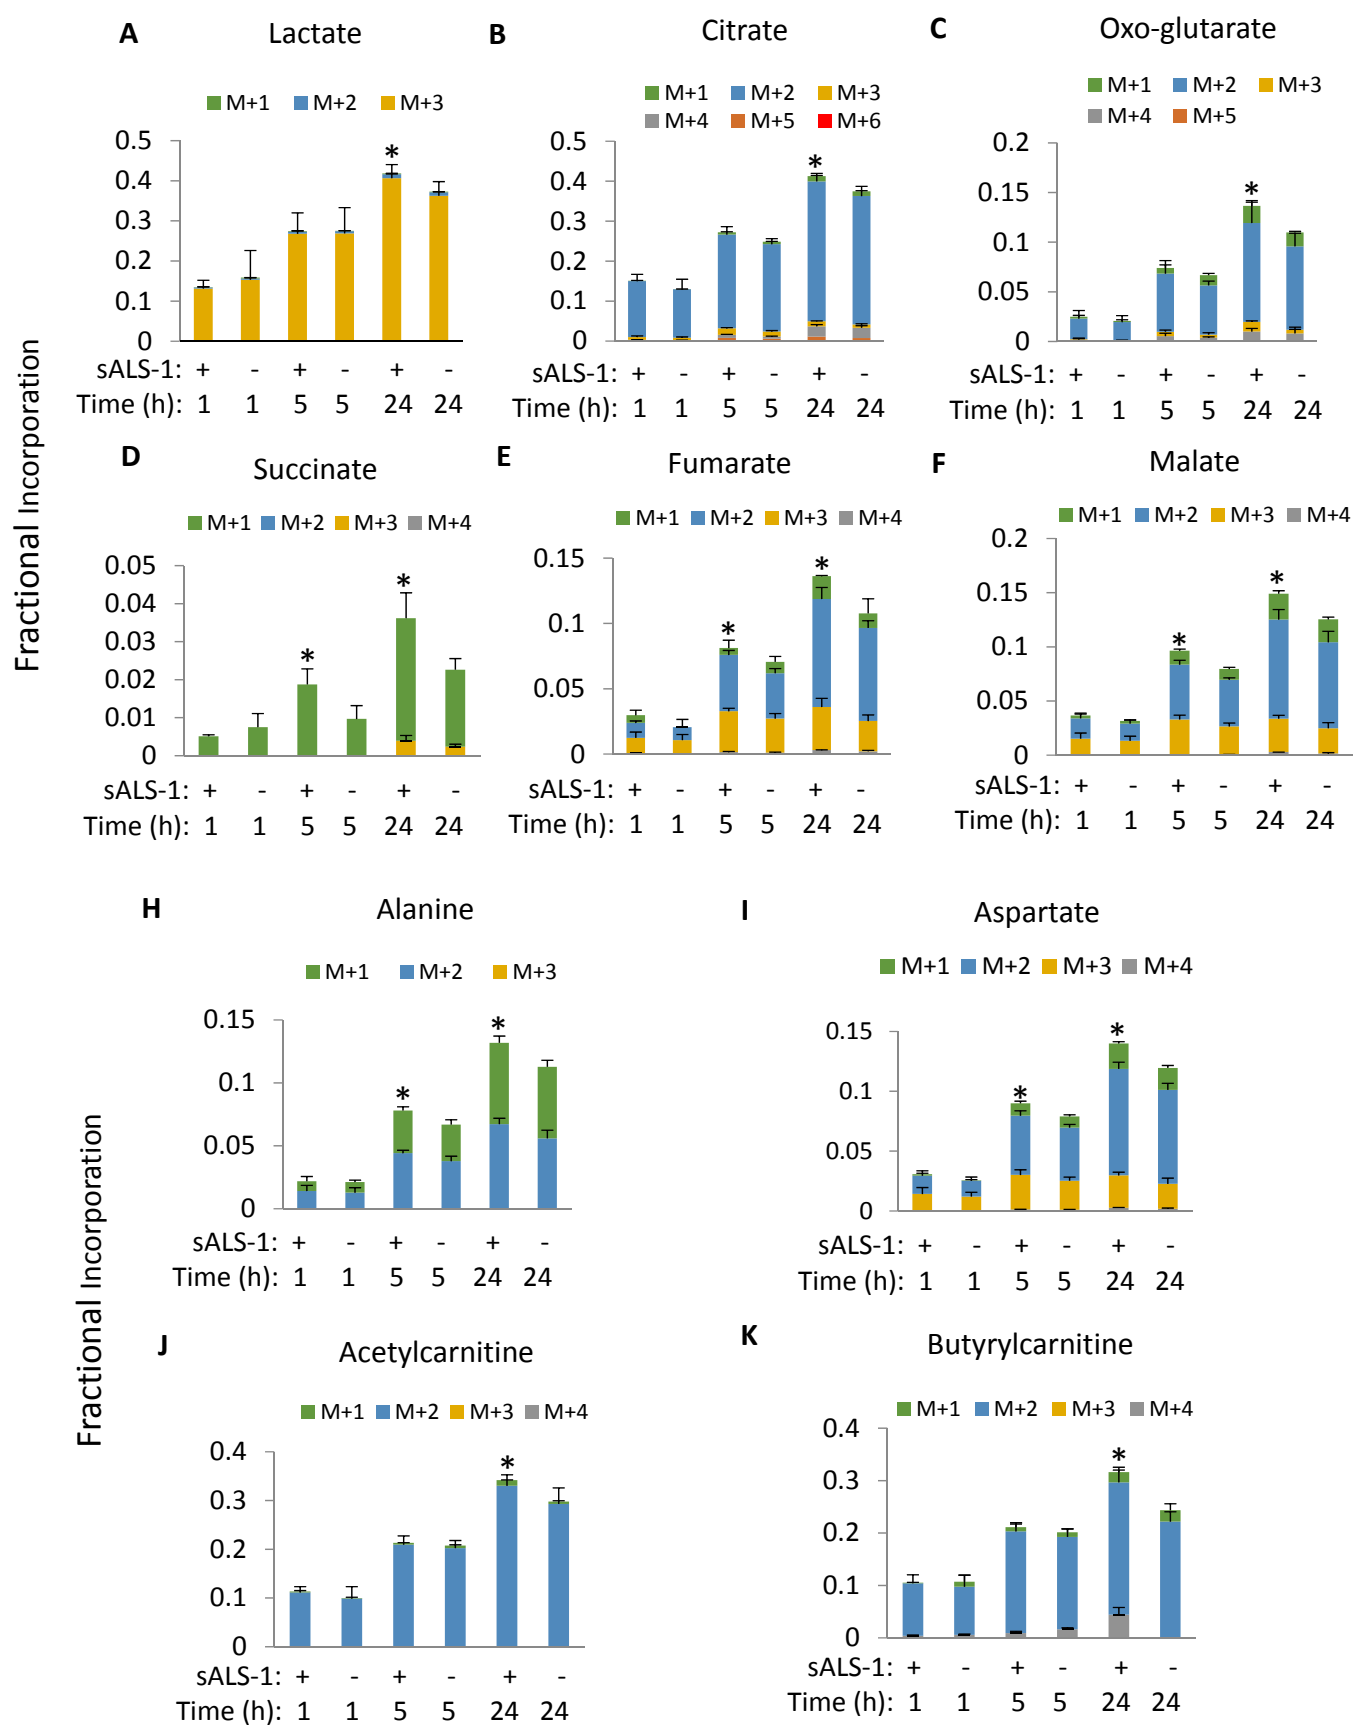 A
Lactate
M+1 M+2 M+3
0.5
0.4
0.3
0.2
0.1
0
*
sALS-1: + - + - + -
Time (h): 1 1 5 5 24 24
B
Citrate
M+1 M+2 M+3
M+4 M+5 M+6
0.5
0.4
0.3
0.2
0.1
0
*
+ - + - + -
sALS-1:
Time (h): 1 1 5 5 24 24
C
Oxo-glutarate
M+1 M+2 M+3
M+4 M+5
0.2
0.15
0.1
0.05
0
*
sALS-1: + - + - + -
Time (h): 1 1 5 5 24 24
Fractional Incorporation
D
Succinate
M+1 M+2 M+3 M+4
0.05
0.04
0.03
0.02
0.01
0
* *
sALS-1: + - + - + -
Time (h): 1 1 5 5 24 24
E
Fumarate
M+1 M+2 M+3 M+4
0.15
0.1
0.05
0
* *
sALS-1: + - + - + -
Time (h): 1 1 5 5 24 24
F
Malate
M+1 M+2 M+3 M+4
0.2
0.15
0.1
0.05
0
* *
sALS-1: + - + - + -
Time (h): 1 1 5 5 24 24
H
Alanine
M+1 M+2 M+3
0.15
0.1
0.05
0
* *
sALS-1: + - + - + -
Time (h): 1 1 5 5 24 24
I
Aspartate
M+1 M+2 M+3 M+4
0.15
0.1
0.05
0
* *
sALS-1: + - + - + -
Time (h): 1 1 5 5 24 24
Fractional Incorporation
J
Acetylcarnitine
M+1 M+2 M+3 M+4
0.4
0.3
0.2
0.1
0
*
sALS-1: + - + - + -
Time (h): 1 1 5 5 24 24
K
Butyrylcarnitine
M+1 M+2 M+3 M+4
0.4
0.3
0.2
0.1
0
*
sALS-1: + - + - + -
Time (h): 1 1 5 5 24 24